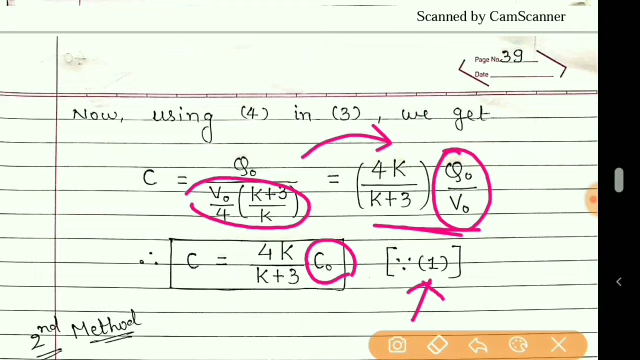 Scanned by CamScanner
Page No. 39
Date
Now, using (4) in (3), we get
C = Q₀ / (V₀/4 ((K+3)/K)) = (4K/(K+3)) (Q₀/V₀)
∴ C = 4K/(K+3) C₀ [∵ (1)]
2nd Method